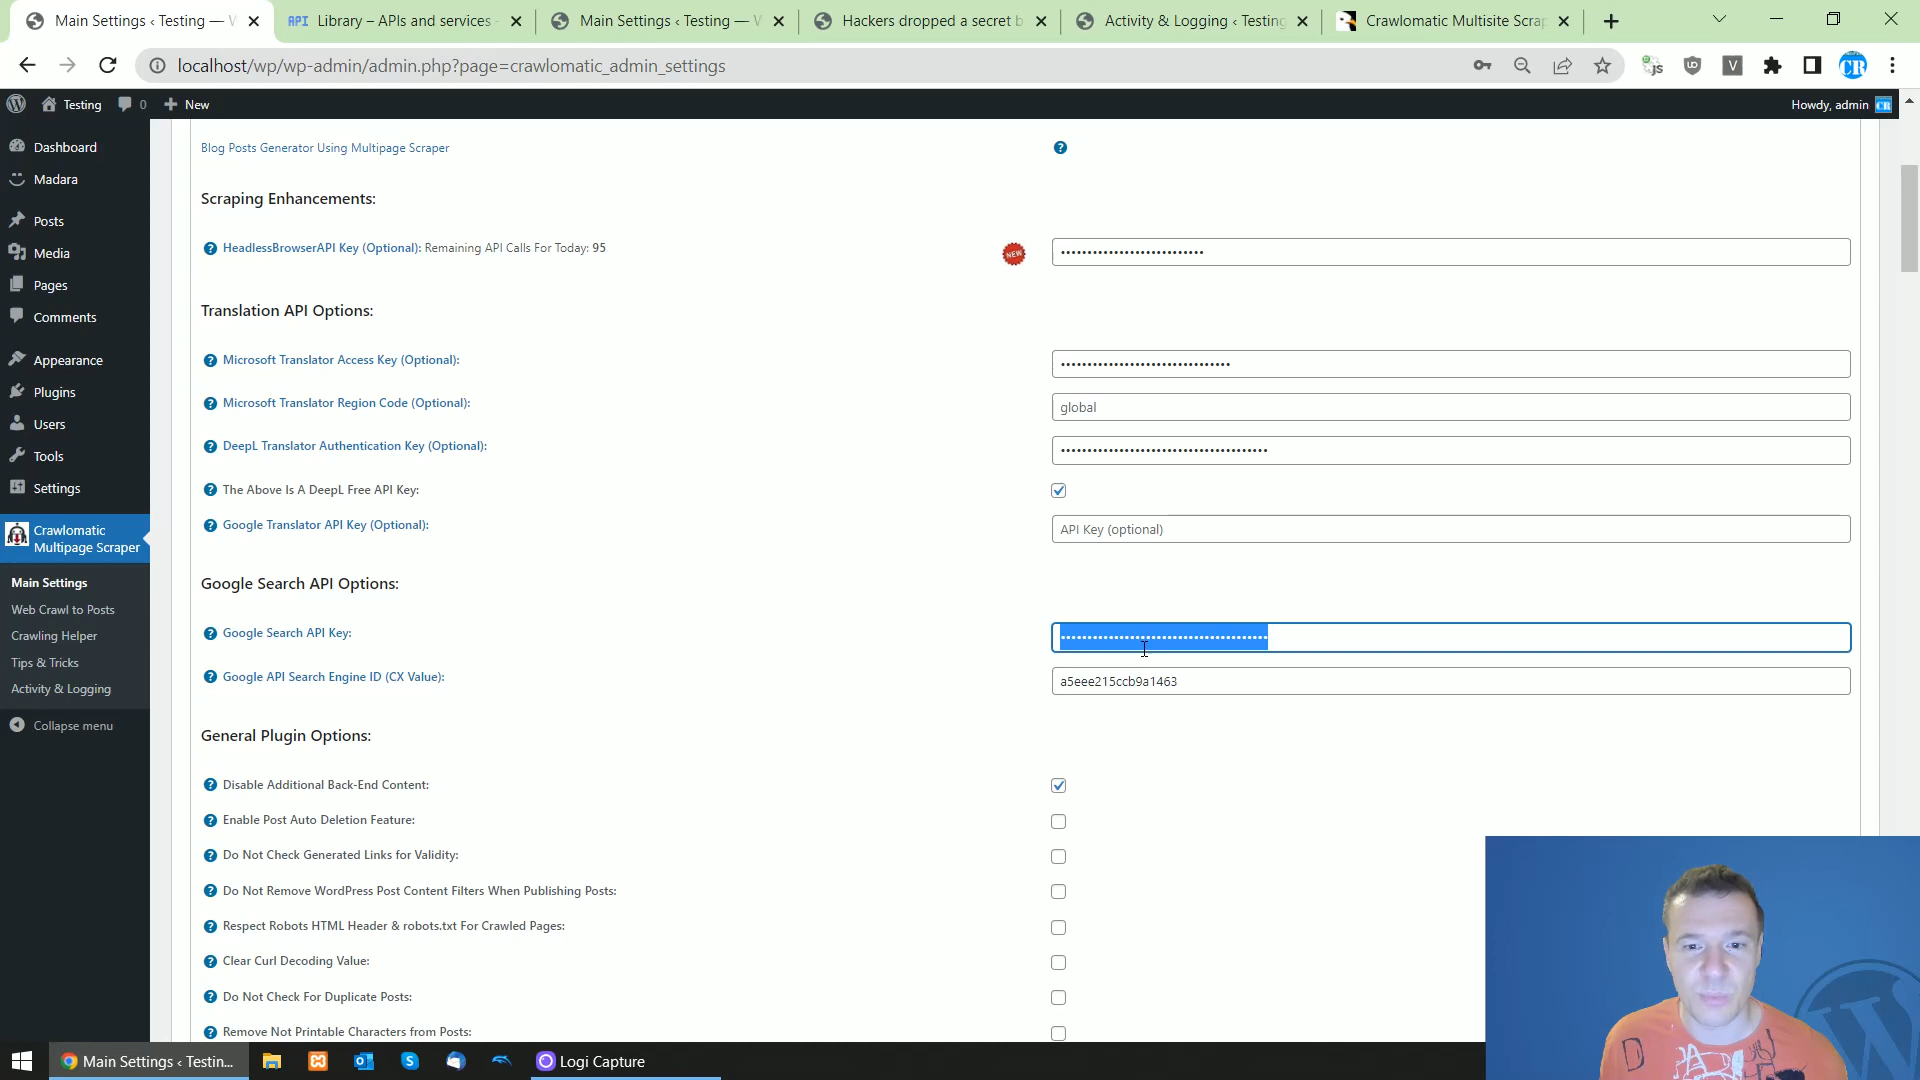 Main Settings ‹ Testing — W
API Library – APIs and services -
Main Settings ‹ Testing — W
Hackers dropped a secret b
Activity & Logging ‹ Testing
Crawlomatic Multisite Scrap
localhost/wp/wp-admin/admin.php?page=crawlomatic_admin_settings
Testing
0
New
Howdy, admin
Dashboard
Madara
Posts
Media
Pages
Comments
Appearance
Plugins
Users
Tools
Settings
Crawlomatic
Multipage Scraper
Main Settings
Web Crawl to Posts
Crawling Helper
Tips & Tricks
Activity & Logging
Collapse menu
Blog Posts Generator Using Multipage Scraper
Scraping Enhancements:
HeadlessBrowserAPI Key (Optional): Remaining API Calls For Today: 95
NEW
Translation API Options:
Microsoft Translator Access Key (Optional):
Microsoft Translator Region Code (Optional):
global
DeepL Translator Authentication Key (Optional):
The Above Is A DeepL Free API Key:
Google Translator API Key (Optional):
API Key (optional)
Google Search API Options:
Google Search API Key:
Google API Search Engine ID (CX Value):
a5eee215ccb9a1463
General Plugin Options:
Disable Additional Back-End Content:
Enable Post Auto Deletion Feature:
Do Not Check Generated Links for Validity:
Do Not Remove WordPress Post Content Filters When Publishing Posts:
Respect Robots HTML Header & robots.txt For Crawled Pages:
Clear Curl Decoding Value:
Do Not Check For Duplicate Posts:
Remove Not Printable Characters from Posts:
Main Settings ‹ Testin...
Logi Capture